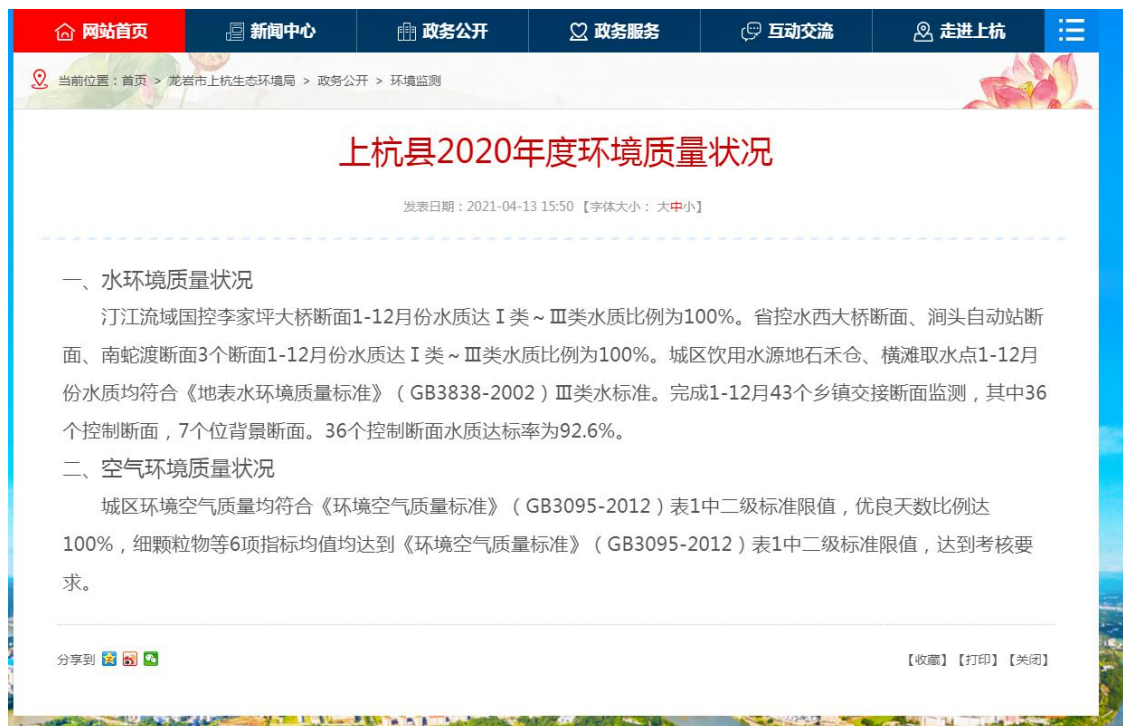 网站首页 新闻中心 政务公开 政务服务 互动交流 走进上杭
当前位置：首页 > 龙岩市上杭生态环境局 > 政务公开 > 环境监测
上杭县2020年度环境质量状况
发表日期：2021-04-13 15:50 【字体大小： 大中小】
一、水环境质量状况
汀江流域国控李家坪大桥断面1-12月份水质达Ⅰ类～Ⅲ类水质比例为100%。省控水西大桥断面、涧头自动站断
面、南蛇渡断面3个断面1-12月份水质达Ⅰ类～Ⅲ类水质比例为100%。城区饮用水源地石禾仓、横滩取水点1-12月
份水质均符合《地表水环境质量标准》（GB3838-2002）Ⅲ类水标准。完成1-12月43个乡镇交接断面监测，其中36
个控制断面，7个位背景断面。36个控制断面水质达标率为92.6%。
二、空气环境质量状况
城区环境空气质量均符合《环境空气质量标准》（GB3095-2012）表1中二级标准限值，优良天数比例达
100%，细颗粒物等6项指标均值均达到《环境空气质量标准》（GB3095-2012）表1中二级标准限值，达到考核要
求。
分享到 【收藏】【打印】【关闭】